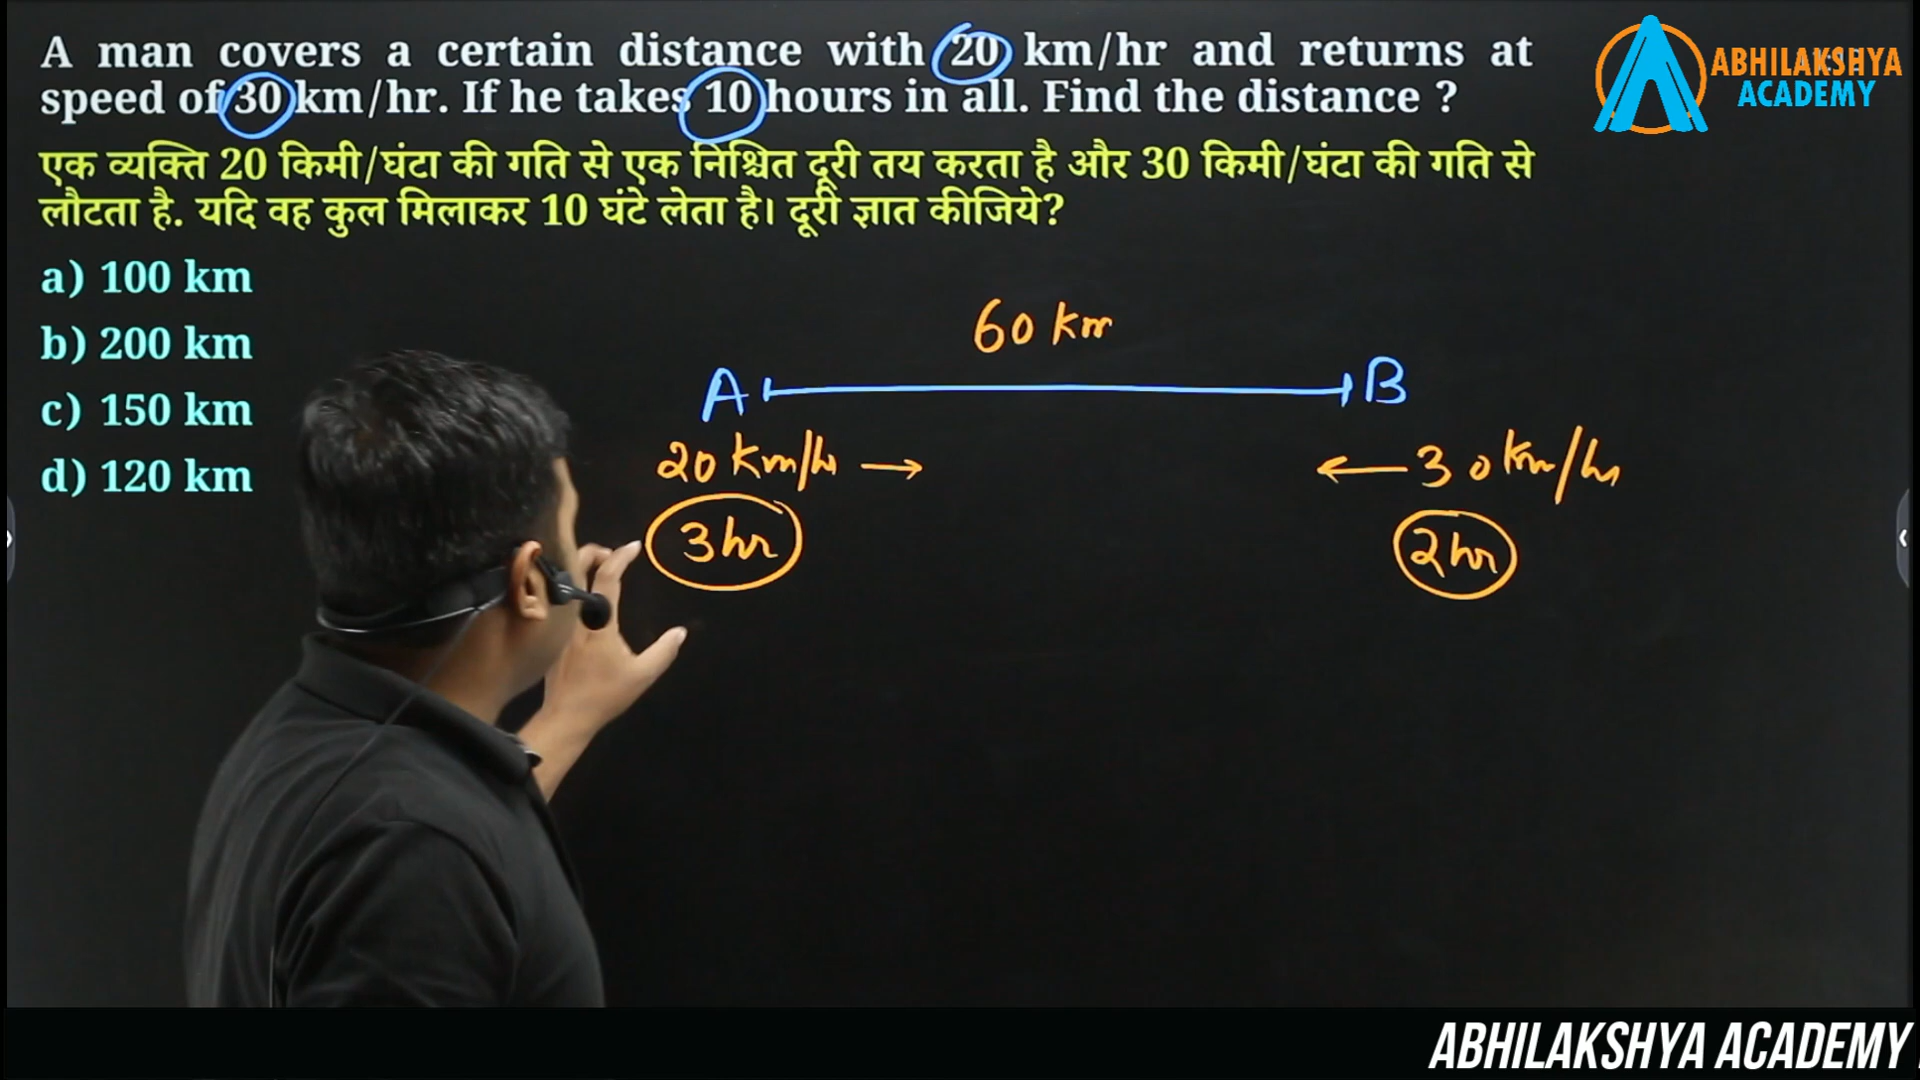 A man covers a certain distance with 20 km/hr and returns at
speed of 30 km/hr. If he takes 10 hours in all. Find the distance ?
एक व्यक्ति 20 किमी/घंटा की गति से एक निश्चित दूरी तय करता है और 30 किमी/घंटा की गति से
लौटता है. यदि वह कुल मिलाकर 10 घंटे लेता है। दूरी ज्ञात कीजिये?
ABHILAKSHYA
ACADEMY
a) 100 km
b) 200 km
c) 150 km
d) 120 km
60 km
A B
20 km/hr → ← 30 km/hr
3 hr 2 hr
ABHILAKSHYA ACADEMY